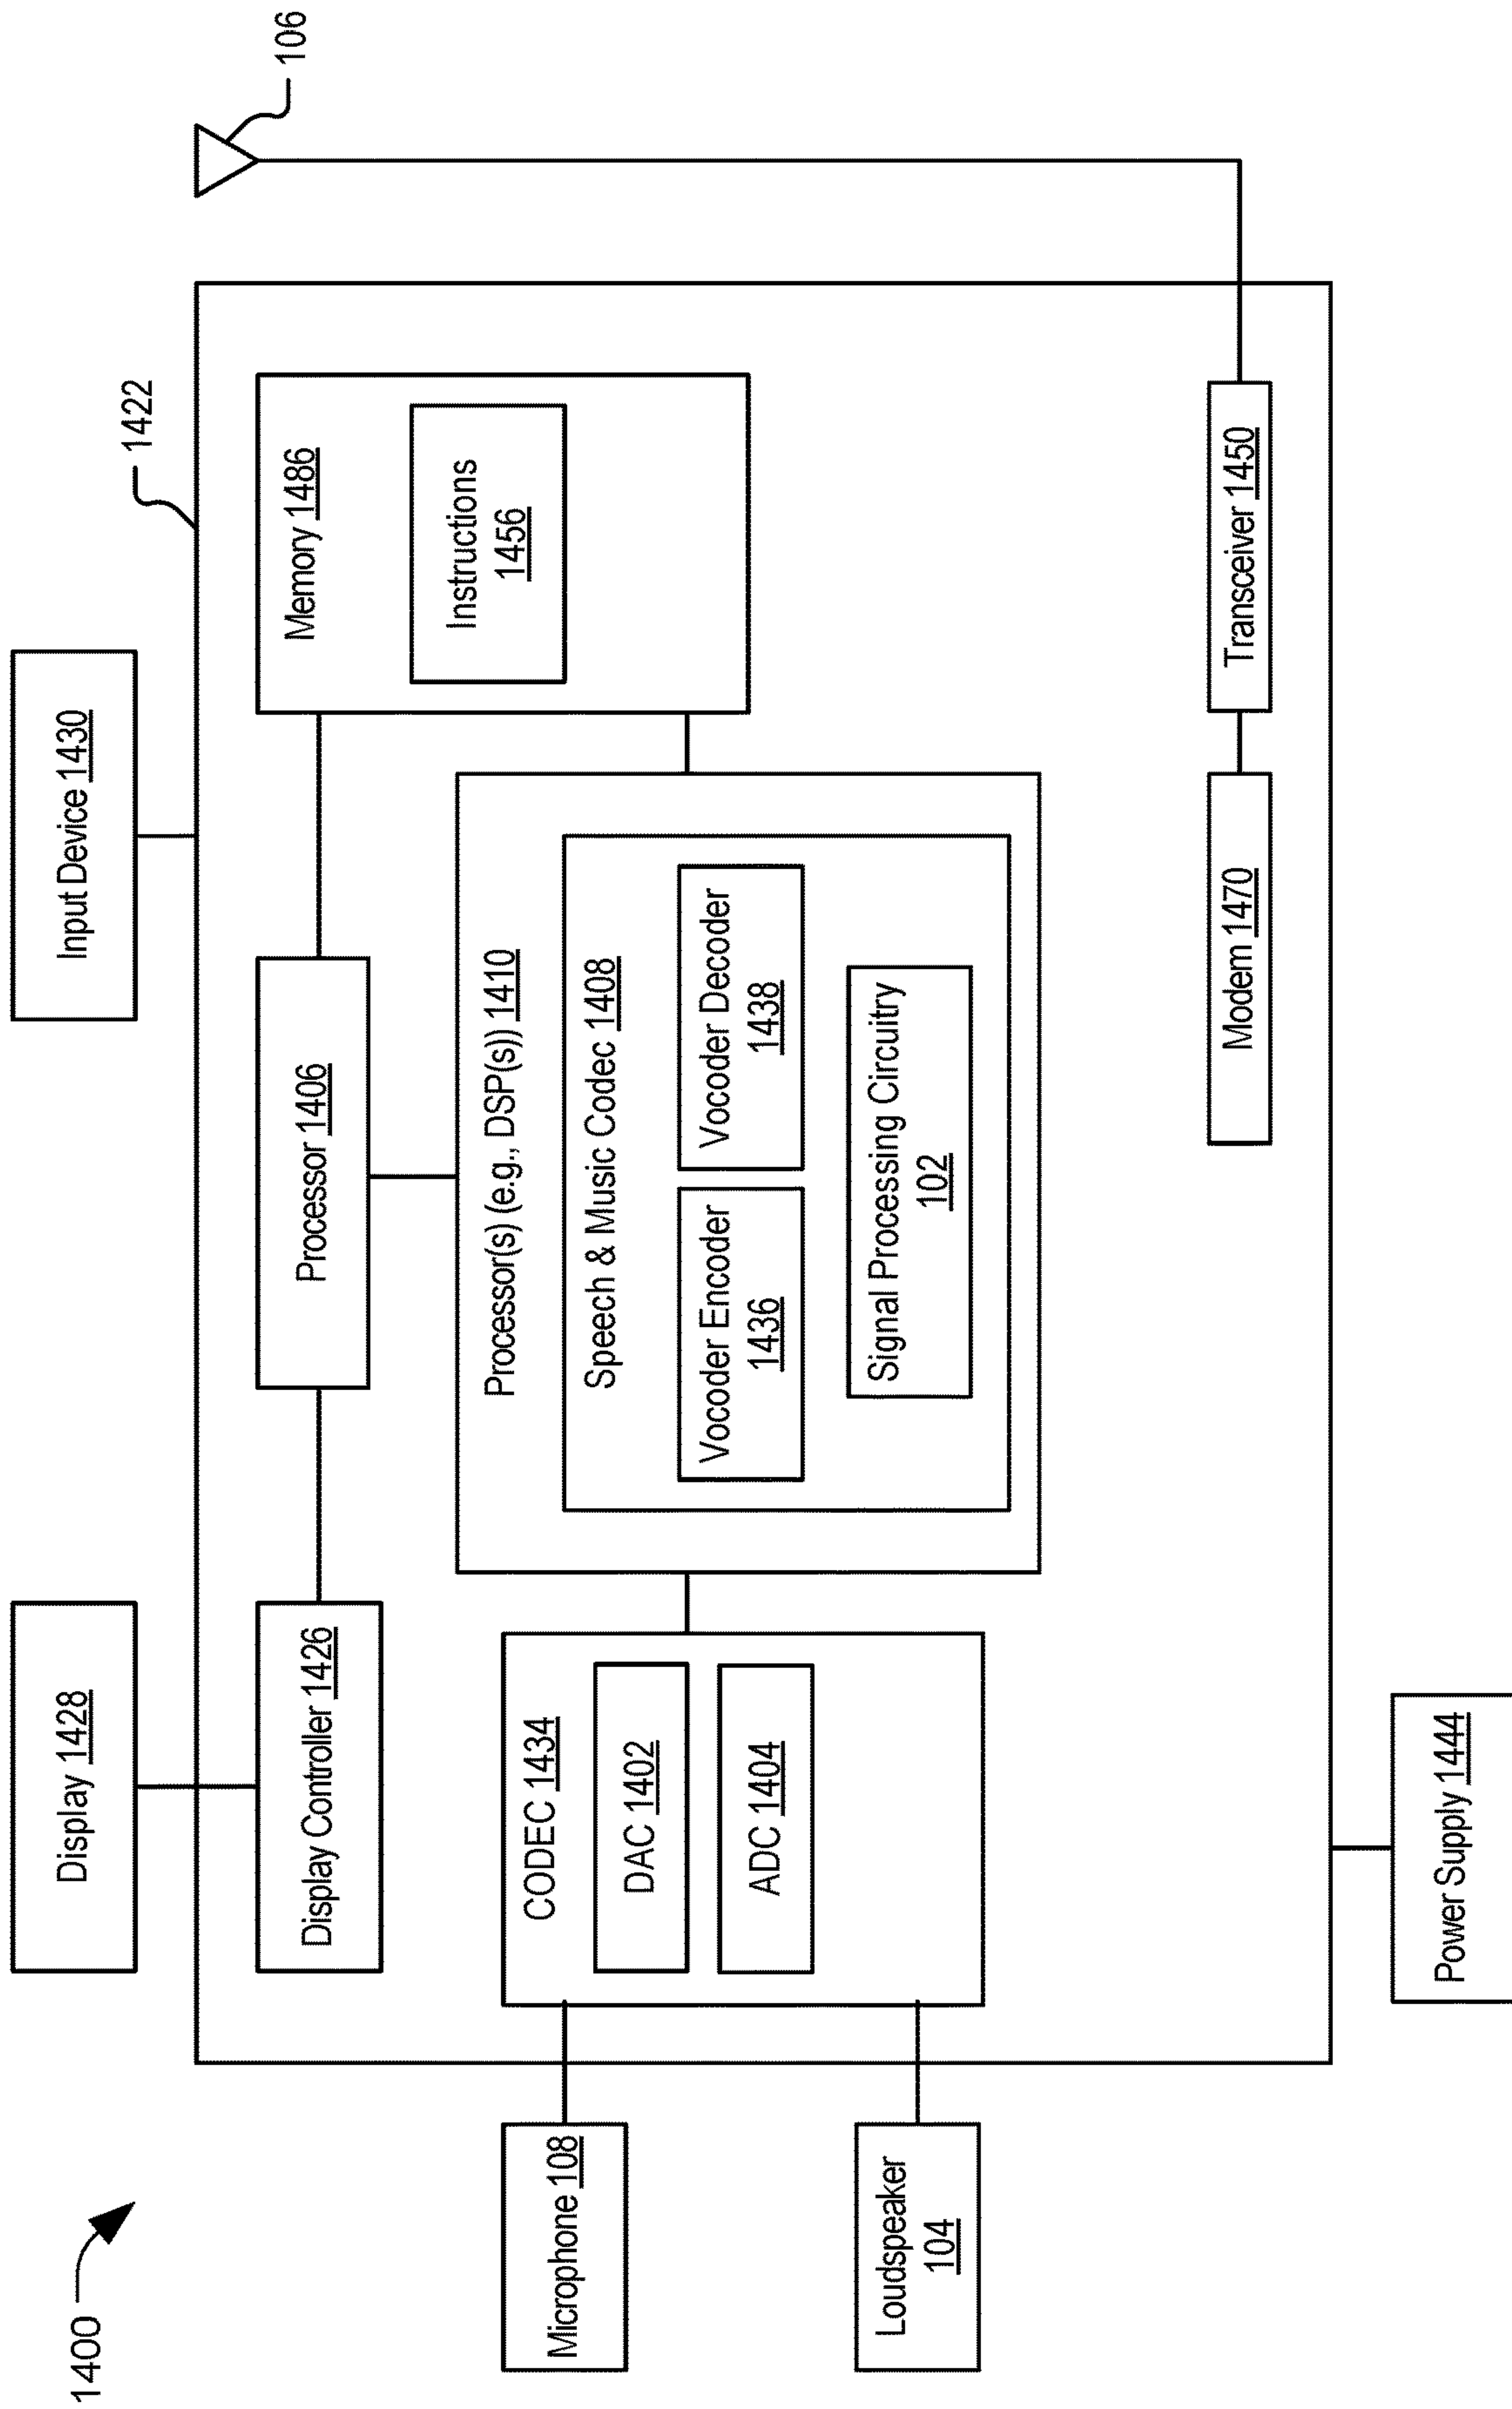 1400
Display 1428
Input Device 1430
1422
106
Display Controller 1426
Processor 1406
Memory 1486
Instructions
1456
Microphone 108
Loudspeaker
104
CODEC 1434
DAC 1402
ADC 1404
Processor(s) (e.g., DSP(s)) 1410
Speech & Music Codec 1408
Vocoder Encoder
1436
Vocoder Decoder
1438
Signal Processing Circuitry
102
Modem 1470
Transceiver 1450
Power Supply 1444